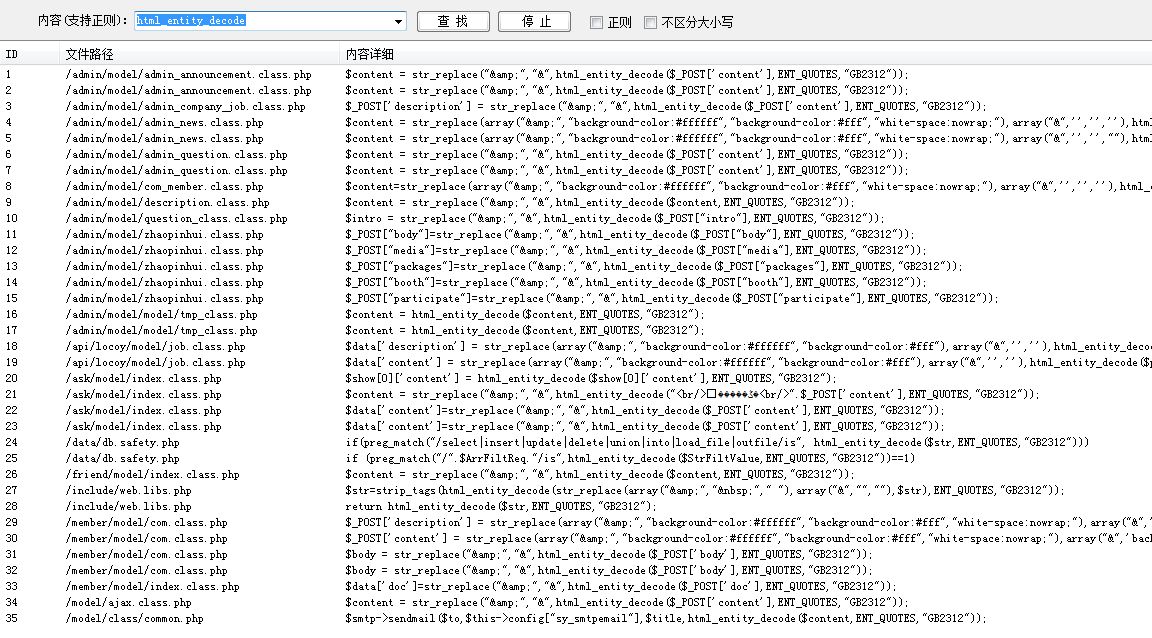 内容(支持正则): html_entity_decode 查 找 停 止 正则 不区分大小写
ID 文件路径 内容详细
1 /admin/model/admin_announcement.class.php $content = str_replace("&amp;","&",html_entity_decode($_POST['content'],ENT_QUOTES,"GB2312"));
2 /admin/model/admin_announcement.class.php $content = str_replace("&amp;","&",html_entity_decode($_POST['content'],ENT_QUOTES,"GB2312"));
3 /admin/model/admin_company_job.class.php $_POST['description'] = str_replace("&amp;","&",html_entity_decode($_POST['content'],ENT_QUOTES,"GB2312"));
4 /admin/model/admin_news.class.php $content = str_replace(array("&amp;","background-color:#ffffff","background-color:#fff","white-space:nowrap;"),array("&",'','',''),html
5 /admin/model/admin_news.class.php $content = str_replace(array("&amp;","background-color:#ffffff","background-color:#fff","white-space:nowrap;"),array("&",'','',""),html
6 /admin/model/admin_question.class.php $content = str_replace("&amp;","&",html_entity_decode($_POST['content'],ENT_QUOTES,"GB2312"));
7 /admin/model/admin_question.class.php $content = str_replace("&amp;","&",html_entity_decode($_POST['content'],ENT_QUOTES,"GB2312"));
8 /admin/model/com_member.class.php $content=str_replace(array("&amp;","background-color:#ffffff","background-color:#fff","white-space:nowrap;"),array("&",'','',''),html_e
9 /admin/model/description.class.php $content = str_replace("&amp;","&",html_entity_decode($content,ENT_QUOTES,"GB2312"));
10 /admin/model/question_class.class.php $intro = str_replace("&amp;","&",html_entity_decode($_POST["intro"],ENT_QUOTES,"GB2312"));
11 /admin/model/zhaopinhui.class.php $_POST["body"]=str_replace("&amp;","&",html_entity_decode($_POST["body"],ENT_QUOTES,"GB2312"));
12 /admin/model/zhaopinhui.class.php $_POST["media"]=str_replace("&amp;","&",html_entity_decode($_POST["media"],ENT_QUOTES,"GB2312"));
13 /admin/model/zhaopinhui.class.php $_POST["packages"]=str_replace("&amp;","&",html_entity_decode($_POST["packages"],ENT_QUOTES,"GB2312"));
14 /admin/model/zhaopinhui.class.php $_POST["booth"]=str_replace("&amp;","&",html_entity_decode($_POST["booth"],ENT_QUOTES,"GB2312"));
15 /admin/model/zhaopinhui.class.php $_POST["participate"]=str_replace("&amp;","&",html_entity_decode($_POST["participate"],ENT_QUOTES,"GB2312"));
16 /admin/model/model/tmp_class.php $content = html_entity_decode($content,ENT_QUOTES,"GB2312");
17 /admin/model/model/tmp_class.php $content = html_entity_decode($content,ENT_QUOTES,"GB2312");
18 /api/locoy/model/job.class.php $data['description'] = str_replace(array("&amp;","background-color:#ffffff","background-color:#fff"),array("&",'',''),html_entity_deco
19 /api/locoy/model/job.class.php $data['content'] = str_replace(array("&amp;","background-color:#ffffff","background-color:#fff"),array("&",'',''),html_entity_decode($p
20 /ask/model/index.class.php $show[0]['content'] = html_entity_decode($show[0]['content'],ENT_QUOTES,"GB2312");
21 /ask/model/index.class.php $content = str_replace("&amp;","&",html_entity_decode("<br/><br/>".$_POST['content'],ENT_QUOTES,"GB2312"));
22 /ask/model/index.class.php $data['content']=str_replace("&amp;","&",html_entity_decode($_POST['content'],ENT_QUOTES,"GB2312"));
23 /ask/model/index.class.php $data['content']=str_replace("&amp;","&",html_entity_decode($_POST['content'],ENT_QUOTES,"GB2312"));
24 /data/db.safety.php if(preg_match("/select|insert|update|delete|union|into|load_file|outfile/is", html_entity_decode($str,ENT_QUOTES,"GB2312")))
25 /data/db.safety.php if (preg_match("/".$ArrFiltReq."/is",html_entity_decode($StrFiltValue,ENT_QUOTES,"GB2312"))==1)
26 /friend/model/index.class.php $content = str_replace("&amp;","&",html_entity_decode($content,ENT_QUOTES,"GB2312"));
27 /include/web.libs.php $str=strip_tags(html_entity_decode(str_replace(array("&amp;","&nbsp;"," "), array("&","",""),$str),ENT_QUOTES,"GB2312"));
28 /include/web.libs.php return html_entity_decode($str,ENT_QUOTES,"GB2312");
29 /member/model/com.class.php $_POST['description'] = str_replace(array("&amp;","background-color:#ffffff","background-color:#fff","white-space:nowrap;"),array("&",'
30 /member/model/com.class.php $_POST['content'] = str_replace(array("&amp;","background-color:#ffffff","background-color:#fff","white-space:nowrap;"),array("&",'bac
31 /member/model/com.class.php $body = str_replace("&amp;","&",html_entity_decode($_POST['body'],ENT_QUOTES,"GB2312"));
32 /member/model/com.class.php $body = str_replace("&amp;","&",html_entity_decode($_POST['body'],ENT_QUOTES,"GB2312"));
33 /member/model/index.class.php $data['doc']=str_replace("&amp;","&",html_entity_decode($_POST['doc'],ENT_QUOTES,"GB2312"));
34 /model/ajax.class.php $content = str_replace("&amp;","&",html_entity_decode($_POST['content'],ENT_QUOTES,"GB2312"));
35 /model/class/common.php $smtp->sendmail($to,$this->config["sy_smtpemail"],$title,html_entity_decode($content,ENT_QUOTES,"GB2312"));